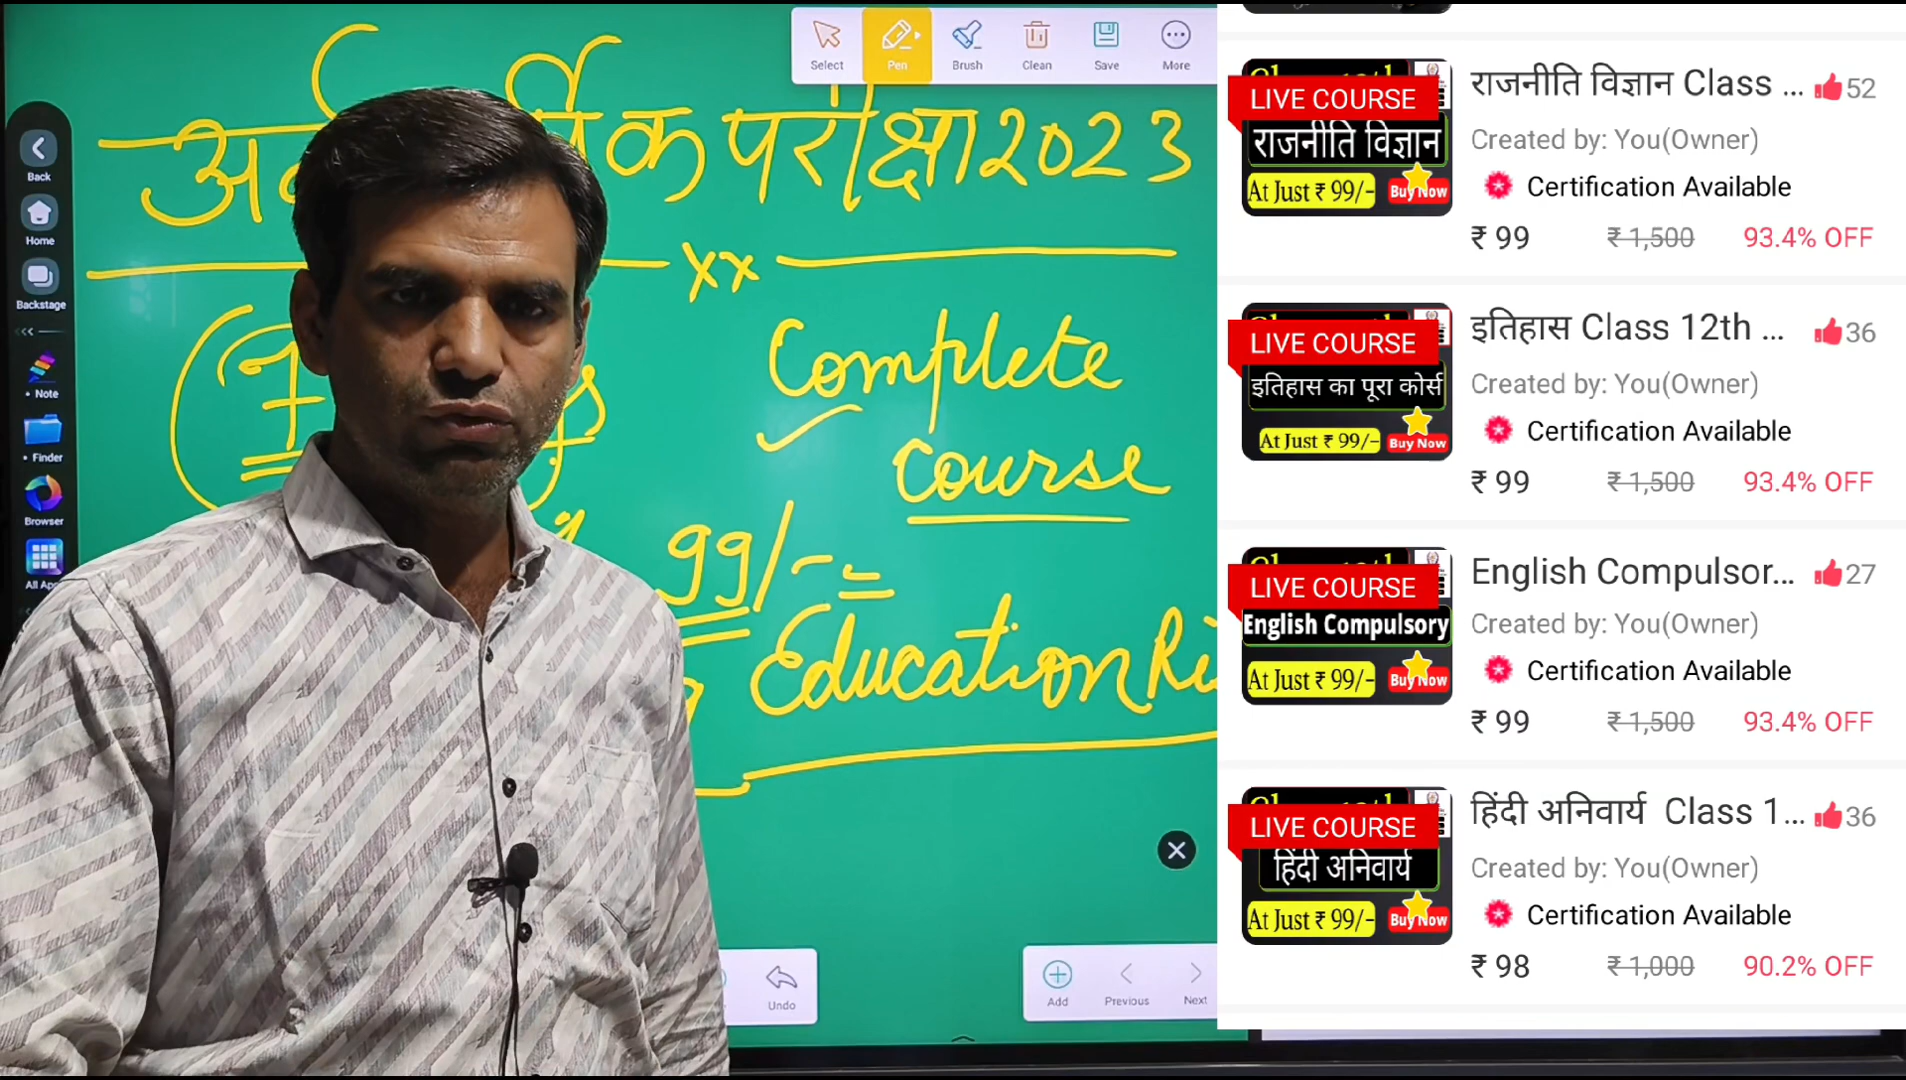 Select
Pen
Brush
Clean
Save
More
परीक्षा २०२3
xx
Complete
course
99/-
Education
Back
Home
Backstage
Note
Finder
Browser
Undo
Add
Previous
Next
LIVE COURSE
राजनीति विज्ञान
At Just ₹ 99/-
Buy Now
राजनीति विज्ञान Class ...
52
Created by: You(Owner)
Certification Available
₹ 99 ₹ 1,500 93.4% OFF
LIVE COURSE
इतिहास का पूरा कोर्स
At Just ₹ 99/-
Buy Now
इतिहास Class 12th ...
36
Created by: You(Owner)
Certification Available
₹ 99 ₹ 1,500 93.4% OFF
LIVE COURSE
English Compulsory
At Just ₹ 99/-
Buy Now
English Compulsor...
27
Created by: You(Owner)
Certification Available
₹ 99 ₹ 1,500 93.4% OFF
LIVE COURSE
हिंदी अनिवार्य
At Just ₹ 99/-
Buy Now
हिंदी अनिवार्य Class 1...
36
Created by: You(Owner)
Certification Available
₹ 98 ₹ 1,000 90.2% OFF